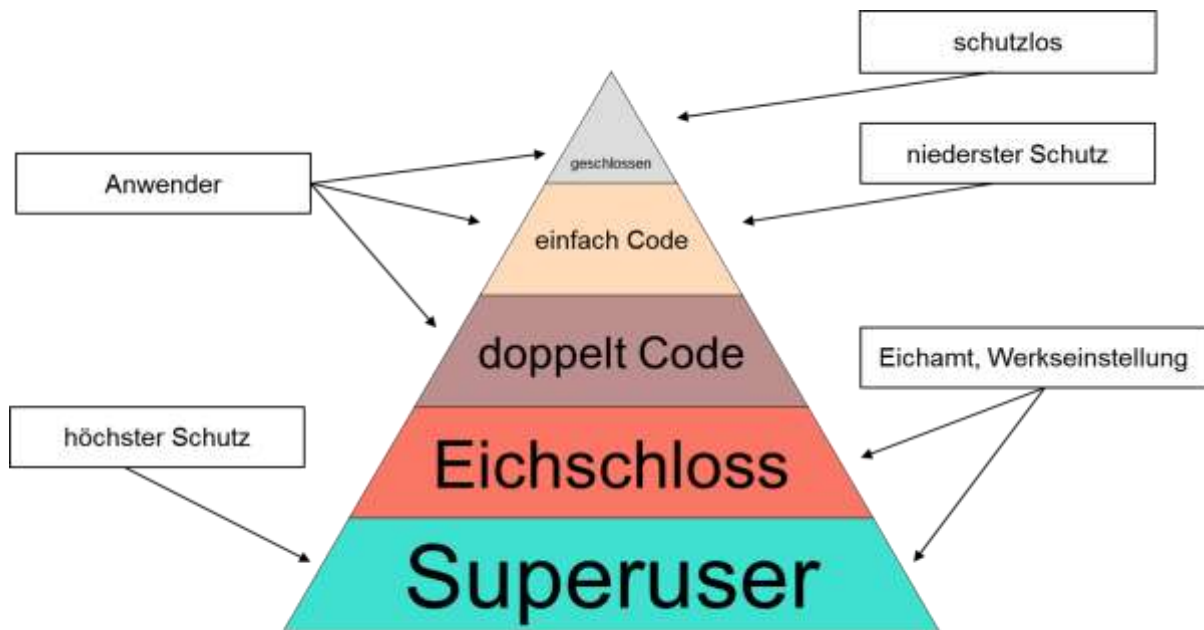 schutzlos
geschlossen
niederster Schutz
Anwender
einfach Code
doppelt Code
Eichamt, Werkseinstellung
höchster Schutz
Eichschloss
Superuser